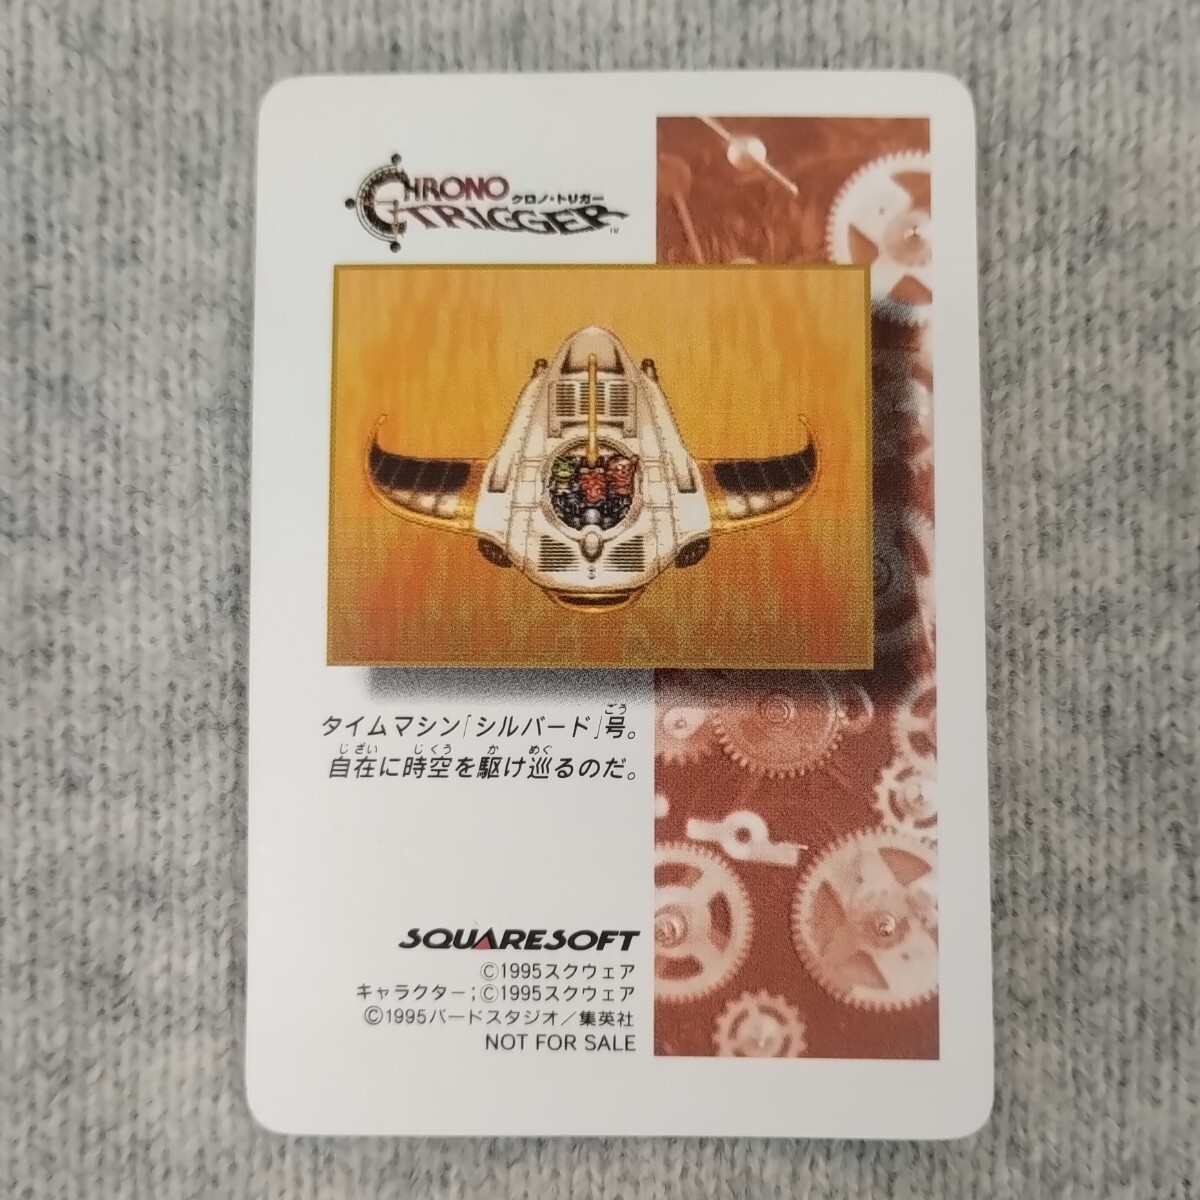 CHRONO
クロノ・トリガー
TRIGGER
TM
タイムマシン「シルバード」号。
ごう
自在に時空を駆け巡るのだ。
じざい じくう か めぐ
SQUARESOFT
©1995スクウェア
キャラクター；©1995スクウェア
©1995バードスタジオ／集英社
NOT FOR SALE